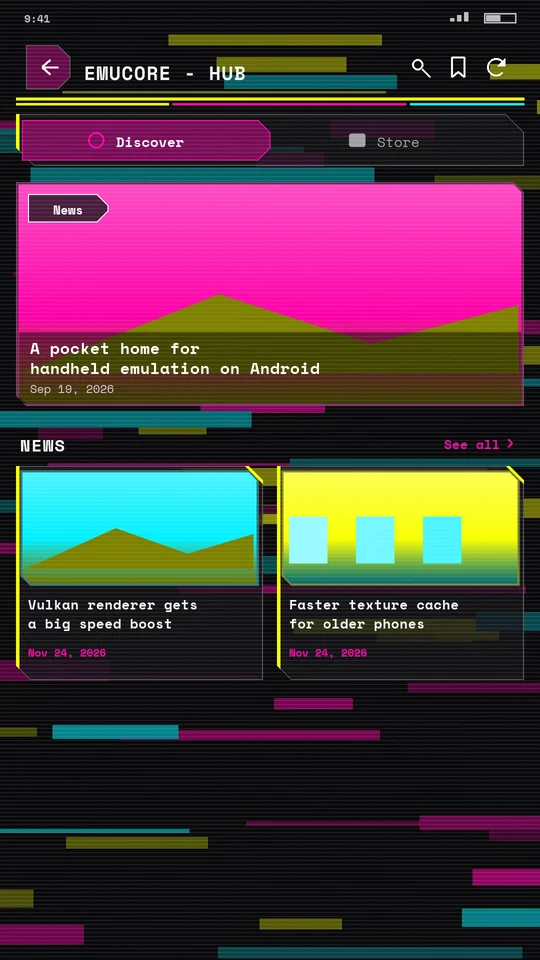 9:41
EMUCORE - HUB
Discover
Store
News
A pocket home for
handheld emulation on Android
Sep 19, 2026
NEWS
See all
Vulkan renderer gets
a big speed boost
Nov 24, 2026
Faster texture cache
for older phones
Nov 24, 2026